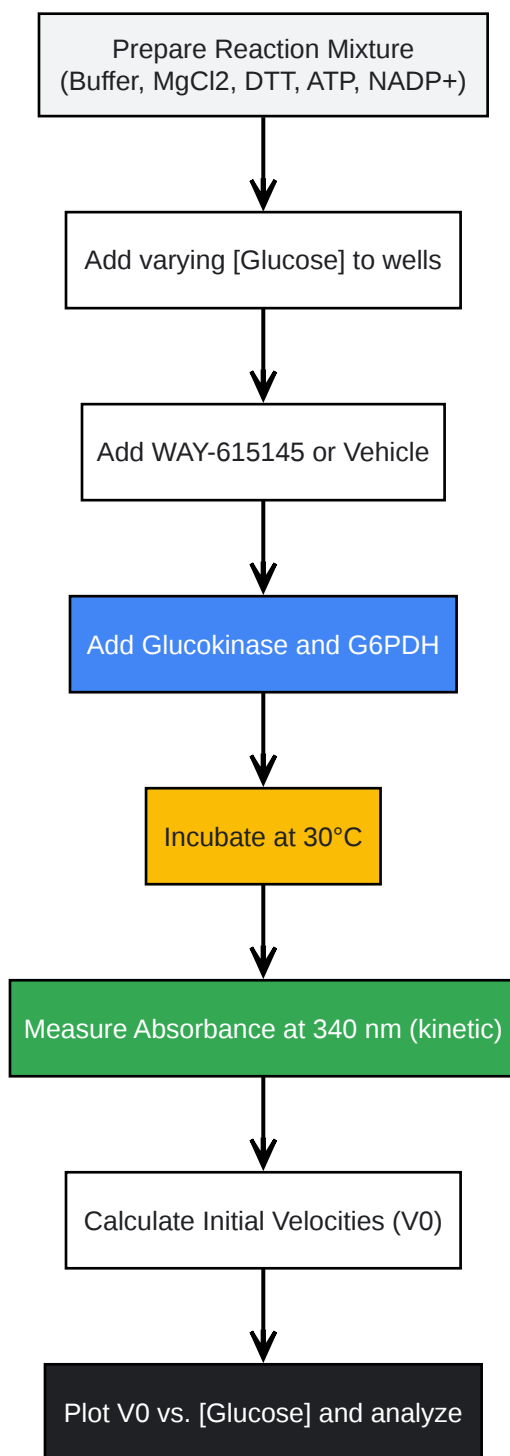 Prepare Reaction Mixture
(Buffer, MgCl2, DTT, ATP, NADP+)
Add varying [Glucose] to wells
Add WAY-615145 or Vehicle
Add Glucokinase and G6PDH
Incubate at 30°C
Measure Absorbance at 340 nm (kinetic)
Calculate Initial Velocities (V0)
Plot V0 vs. [Glucose] and analyze